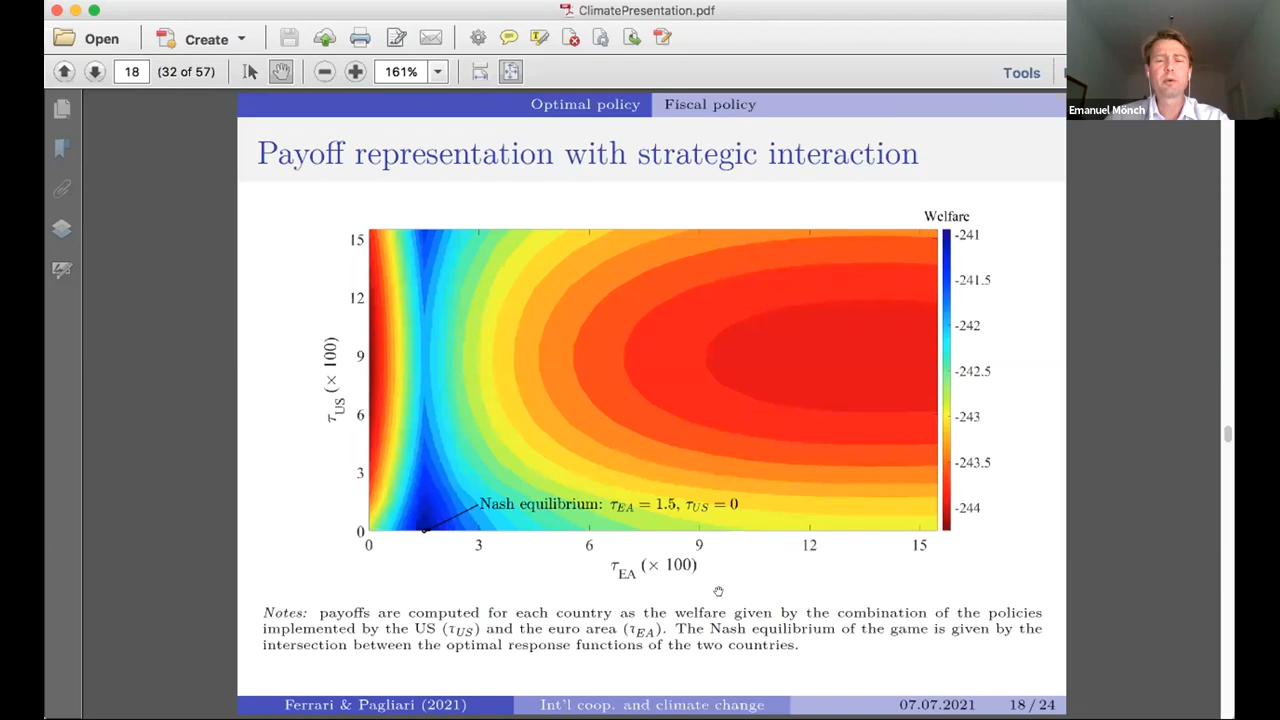 ClimatePresentation.pdf
Open
Create
18
(32 of 57)
161%
Tools
Emanuel Mönch
Optimal policy
Fiscal policy
Payoff representation with strategic interaction
Welfare
15
12
9
6
3
0
τUS (× 100)
-241
-241.5
-242
-242.5
-243
-243.5
-244
Nash equilibrium: τEA = 1.5, τUS = 0
0 3 6 9 12 15
τEA (× 100)
Notes: payoffs are computed for each country as the welfare given by the combination of the policies
implemented by the US (τUS) and the euro area (τEA). The Nash equilibrium of the game is given by the
intersection between the optimal response functions of the two countries.
Ferrari & Pagliari (2021)
Int'l coop. and climate change
07.07.2021
18 / 24